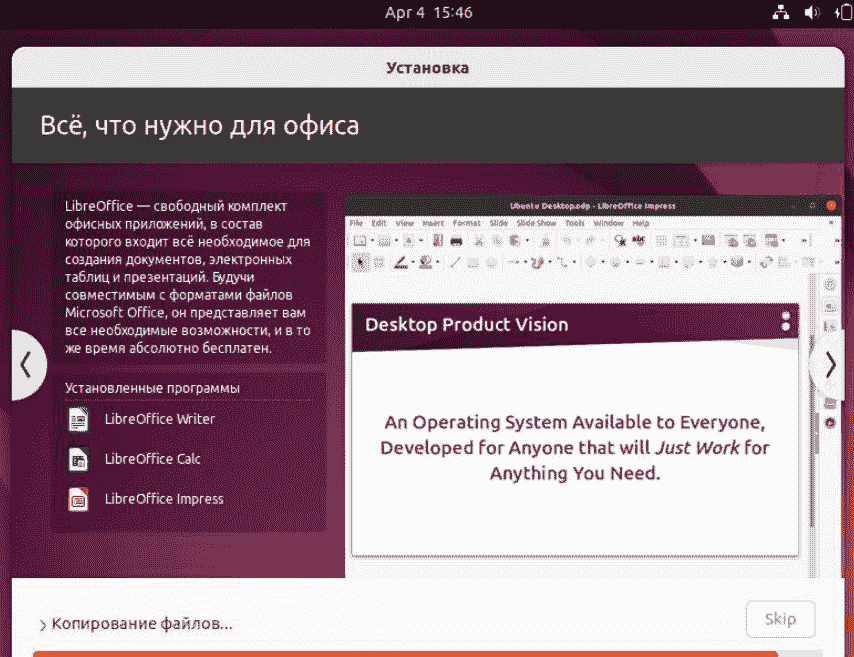 Apr 4 15:46
Установка
Всё, что нужно для офиса
LibreOffice — свободный комплект
офисных приложений, в состав
которого входит всё необходимое для
создания документов, электронных
таблиц и презентаций. Будучи
совместимым с форматами файлов
Microsoft Office, он представляет вам
все необходимые возможности, и в то
же время абсолютно бесплатен.
Установленные программы
LibreOffice Writer
LibreOffice Calc
LibreOffice Impress
Ubuntu Desktop.odp - LibreOffice Impress
File Edit View Insert Format Slide Slide Show Tools Window Help
Desktop Product Vision
An Operating System Available to Everyone,
Developed for Anyone that will Just Work for
Anything You Need.
Копирование файлов...
Skip